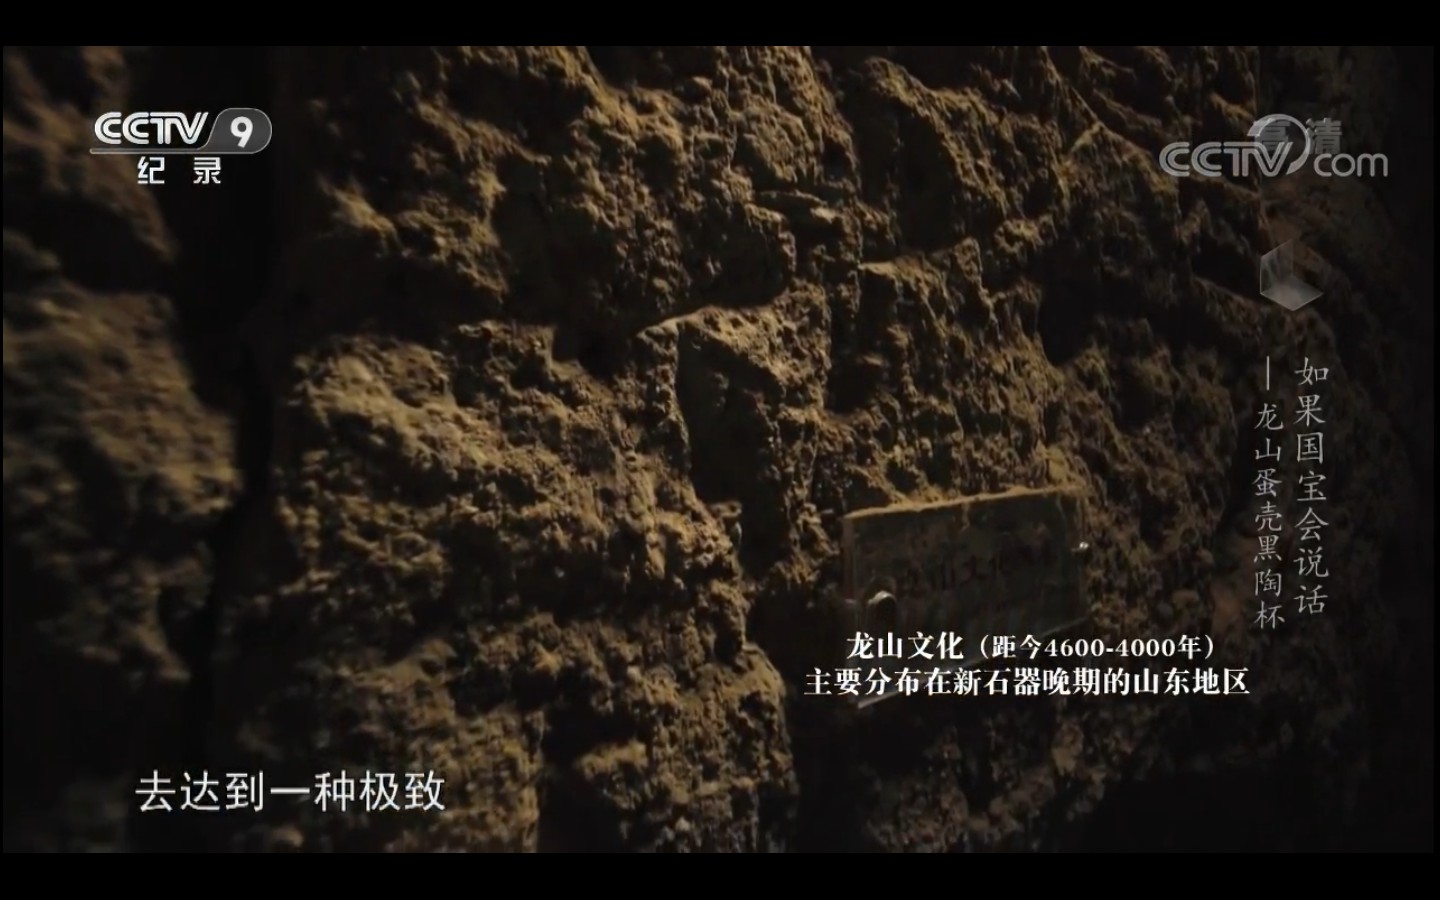 CCTV 9
纪 录
高清
CCTV com
如果国宝会说话
—龙山蛋壳黑陶杯
龙山文化（距今4600-4000年）
主要分布在新石器晚期的山东地区
去达到一种极致